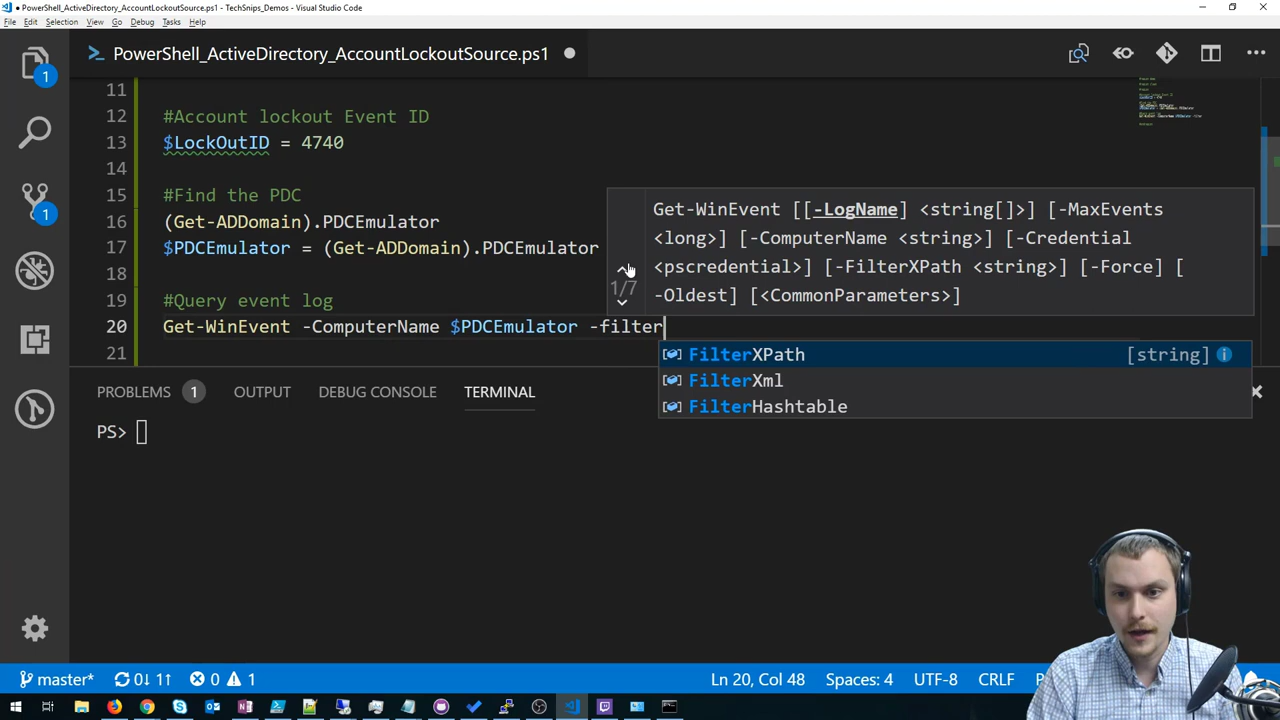 PowerShell_ActiveDirectory_AccountLockoutSource.ps1 - TechSnips_Demos - Visual Studio Code
File Edit Selection View Go Debug Tasks Help
PowerShell_ActiveDirectory_AccountLockoutSource.ps1
1
11
12 #Account lockout Event ID
13 $LockOutID = 4740
14
15 #Find the PDC
16 (Get-ADDomain).PDCEmulator
17 $PDCEmulator = (Get-ADDomain).PDCEmulator
18
19 #Query event log
20 Get-WinEvent -ComputerName $PDCEmulator -filter
21
1
Get-WinEvent [[-LogName] <string[]>] [-MaxEvents
<long>] [-ComputerName <string>] [-Credential
<pscredential>] [-FilterXPath <string>] [-Force] [
-Oldest] [<CommonParameters>]
1/7
FilterXPath [string]
FilterXml
FilterHashtable
PROBLEMS 1 OUTPUT DEBUG CONSOLE TERMINAL
PS>
master* 0↓ 1↑ 0 1 Ln 20, Col 48 Spaces: 4 UTF-8 CRLF